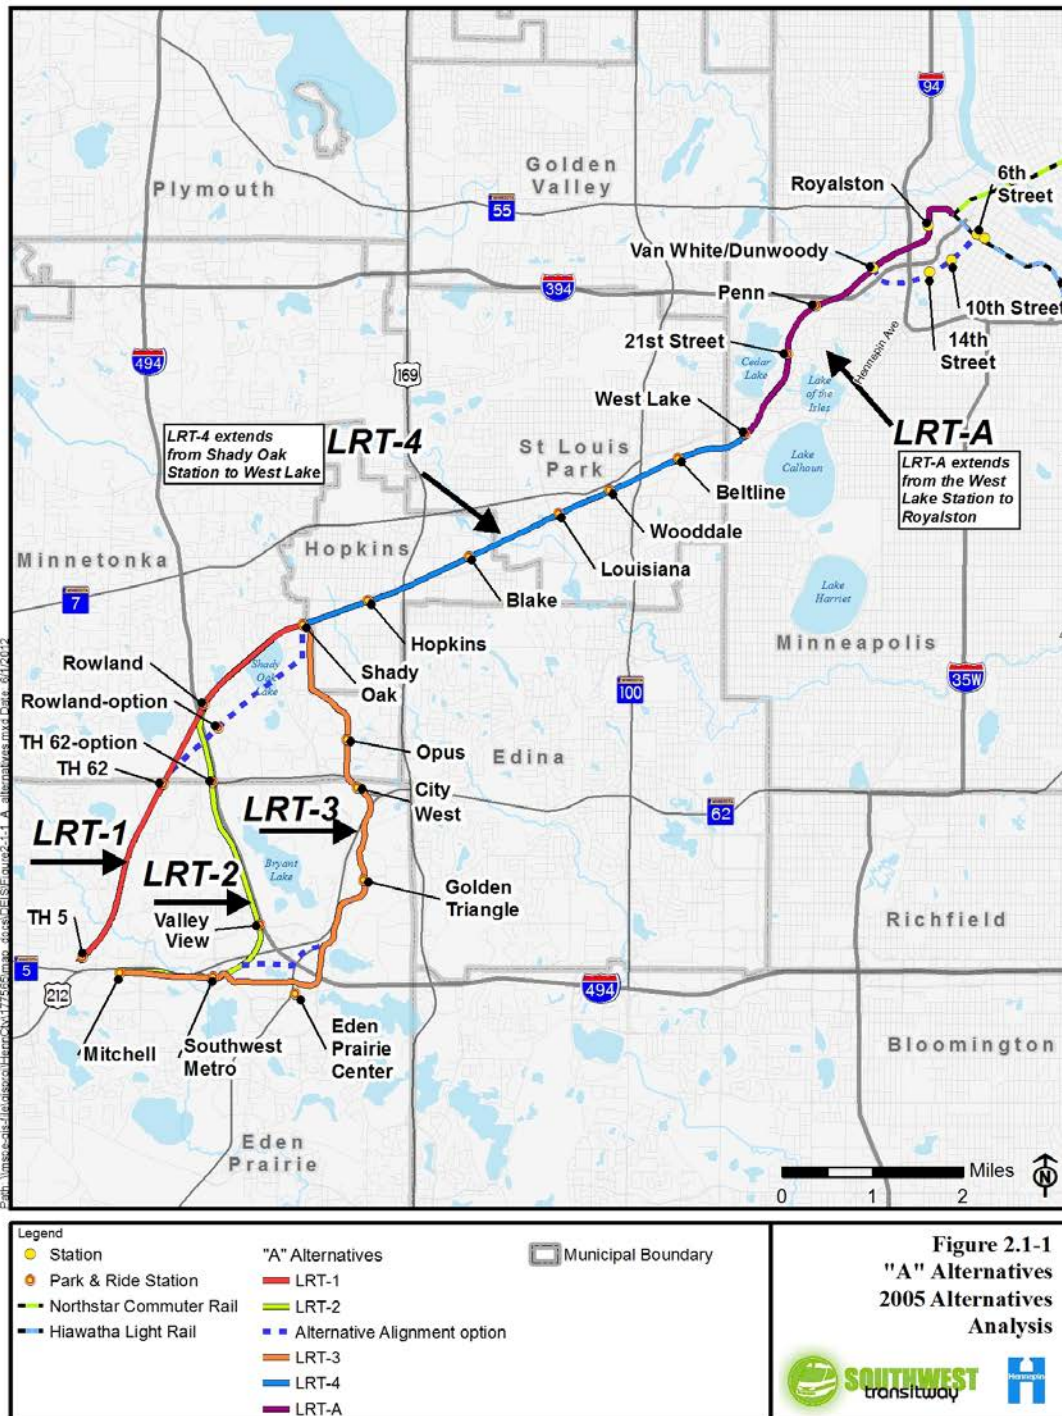 94
Golden
Valley
Plymouth
55
Royalston
6th
Street
Van White/Dunwoody
394
Penn
10th Street
14th
Street
21st Street
Hennepin Ave
494
169
Cedar
Lake
Lake
of the
Isles
West Lake
LRT-4 extends
from Shady Oak
Station to West Lake
LRT-4
St Louis
Park
LRT-A
LRT-A extends
from the West
Lake Station to
Royalston
Lake
Calhoun
Beltline
Wooddale
Hopkins
Louisiana
Minnetonka
7
Blake
Lake
Harriet
Hopkins
Minneapolis
Rowland
Shady
Oak
Lake
Shady
Oak
35W
Rowland-option
100
TH 62-option
Opus
Edina
TH 62
City
West
62
LRT-1
LRT-3
Bryant
Lake
LRT-2
Golden
Triangle
Valley
View
TH 5
Richfield
5
212
494
Mitchell
Southwest
Metro
Eden
Prairie
Center
Bloomington
Eden
Prairie
Miles
0 1 2
N
Legend
Station
Park & Ride Station
Northstar Commuter Rail
Hiawatha Light Rail
"A" Alternatives
LRT-1
LRT-2
Alternative Alignment option
LRT-3
LRT-4
LRT-A
Municipal Boundary
Figure 2.1-1
"A" Alternatives
2005 Alternatives
Analysis
SOUTHWEST
transitway
Hennepin